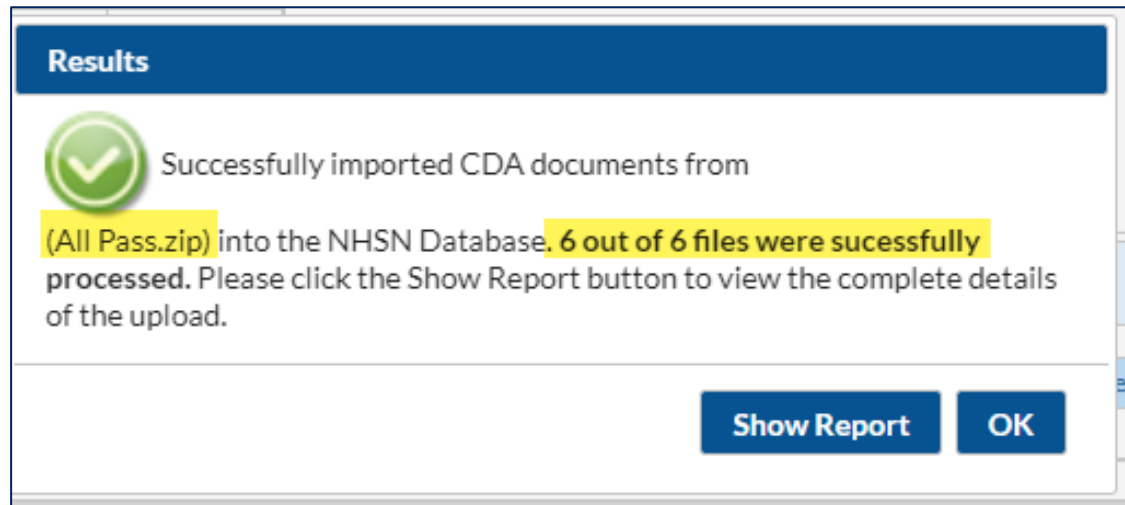 Results
Successfully imported CDA documents from
(All Pass.zip) into the NHSN Database. 6 out of 6 files were sucessfully
processed. Please click the Show Report button to view the complete details
of the upload.
Show Report
OK